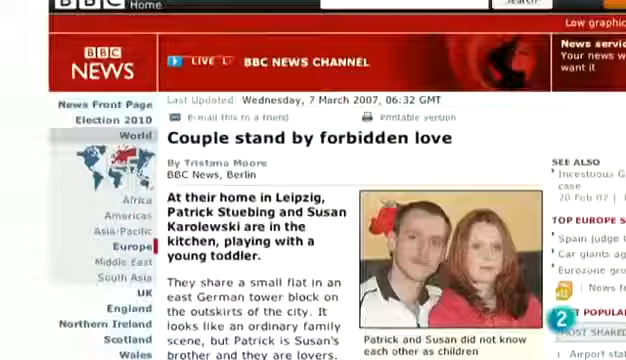 BBC Home
Search
Low graphic
BBC
NEWS
LIVE
BBC NEWS CHANNEL
News servic
Your news w
want it
News Front Page
Election 2010
World
Africa
Americas
Asia-Pacific
Europe
Middle East
South Asia
UK
England
Northern Ireland
Scotland
Wales
Last Updated: Wednesday, 7 March 2007, 06:32 GMT
E-mail this to a friend
Printable version
Couple stand by forbidden love
By Tristana Moore
BBC News, Berlin
At their home in Leipzig,
Patrick Stuebing and Susan
Karolewski are in the
kitchen, playing with a
young toddler.
They share a small flat in an
east German tower block on
the outskirts of the city. It
looks like an ordinary family
scene, but Patrick is Susan's
brother and they are lovers.
Patrick and Susan did not know
each other as children
SEE ALSO
Incestuous G
case
20 Feb 07 |
TOP EUROPE S
Spain judge
Car giants ag
Eurozone gro
News fe
T POPULA
MOST SHARED
Airport sta
2